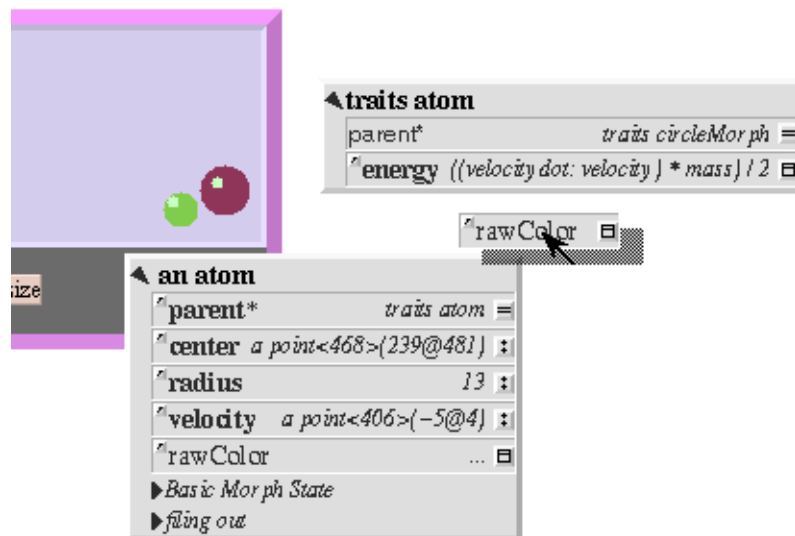 traits atom
parent* traits circleMorph =
energy ((velocity dot: velocity) * mass) / 2
rawColor
size
an atom
parent* traits atom =
center a point<468>(239@481) :
radius 13 :
velocity a point<406>(-5@4) :
rawColor ...
Basic Morph State
filing out